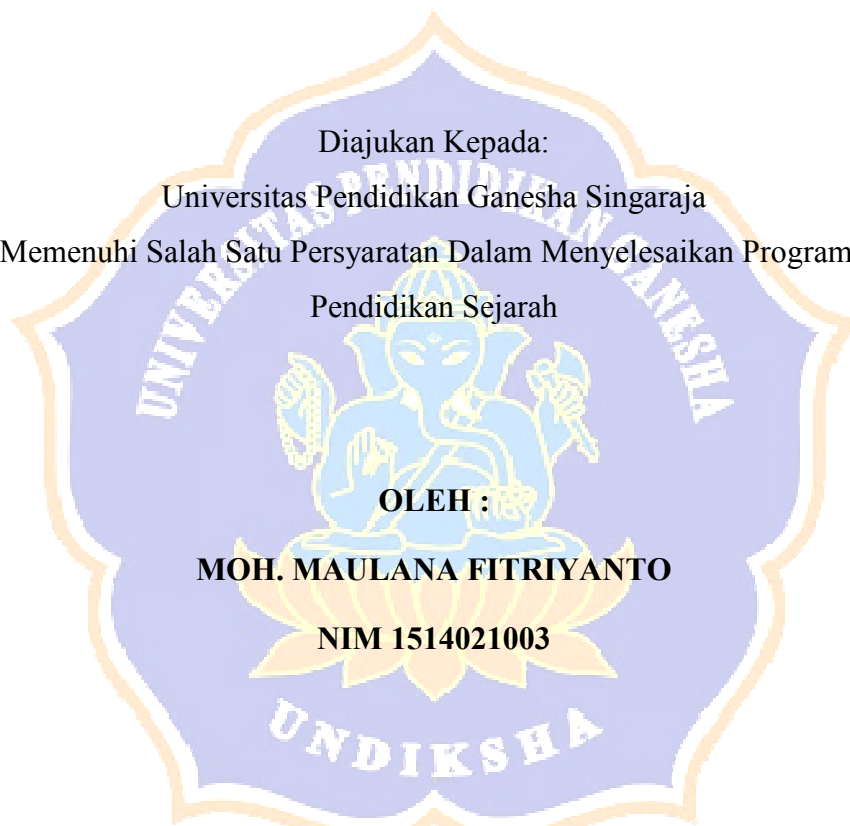 Diajukan Kepada:
Universitas Pendidikan Ganesha Singaraja
Memenuhi Salah Satu Persyaratan Dalam Menyelesaikan Program
Pendidikan Sejarah
OLEH :
MOH. MAULANA FITRIYANTO
NIM 1514021003
UNIVERSITAS PENDIDIKAN GANESHA
UNDIKSHA